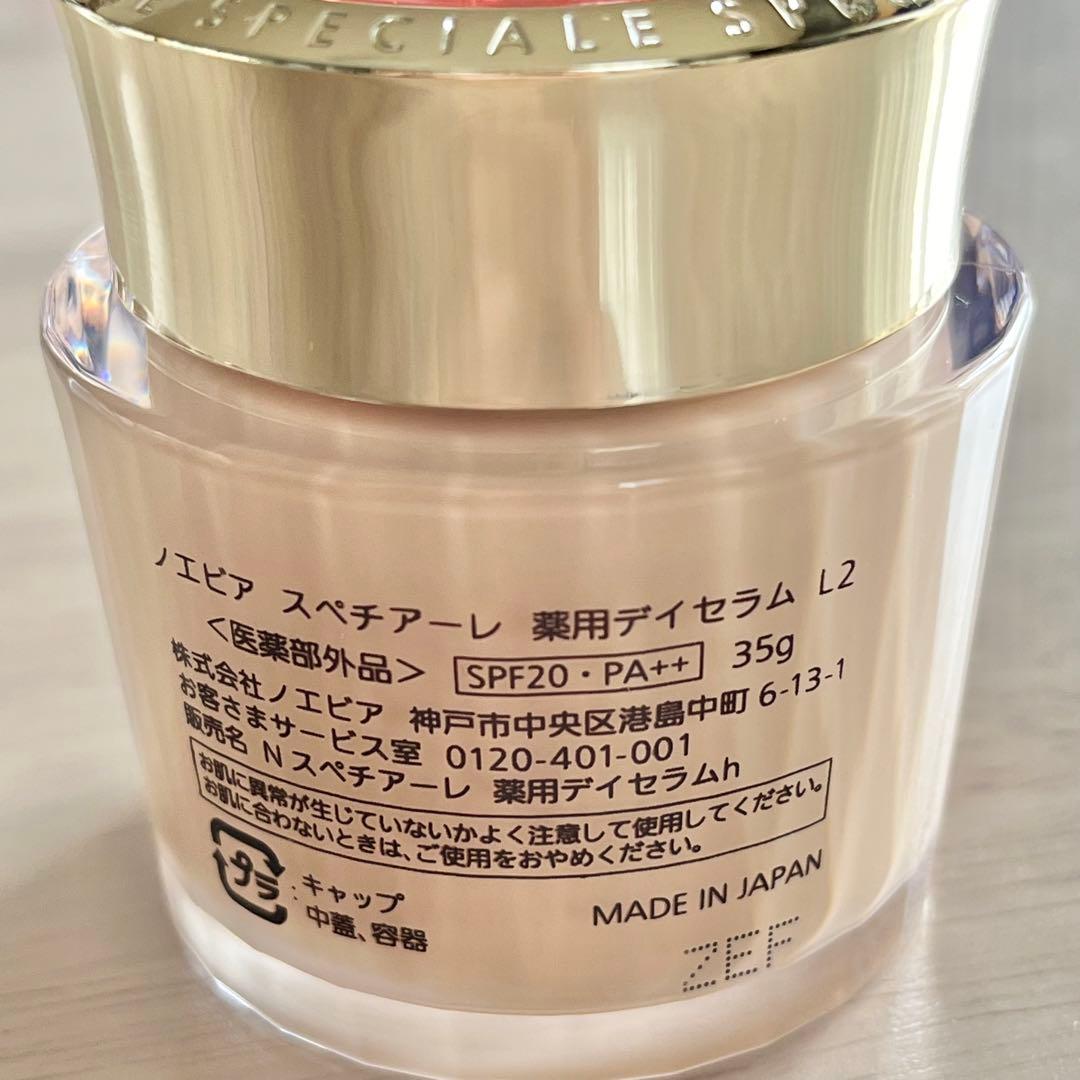 SPECIALE
ノエビア スペチアーレ 薬用デイセラム L2
<医薬部外品> SPF20・PA++ 35g
株式会社ノエビア 神戸市中央区港島中町6-13-1
お客さまサービス室 0120-401-001
販売名 N スペチアーレ 薬用デイセラムh
お肌に異常が生じていないかよく注意して使用してください。
お肌に合わないときは、ご使用をおやめください。
プラ :キャップ
中蓋、容器
MADE IN JAPAN
ZEF